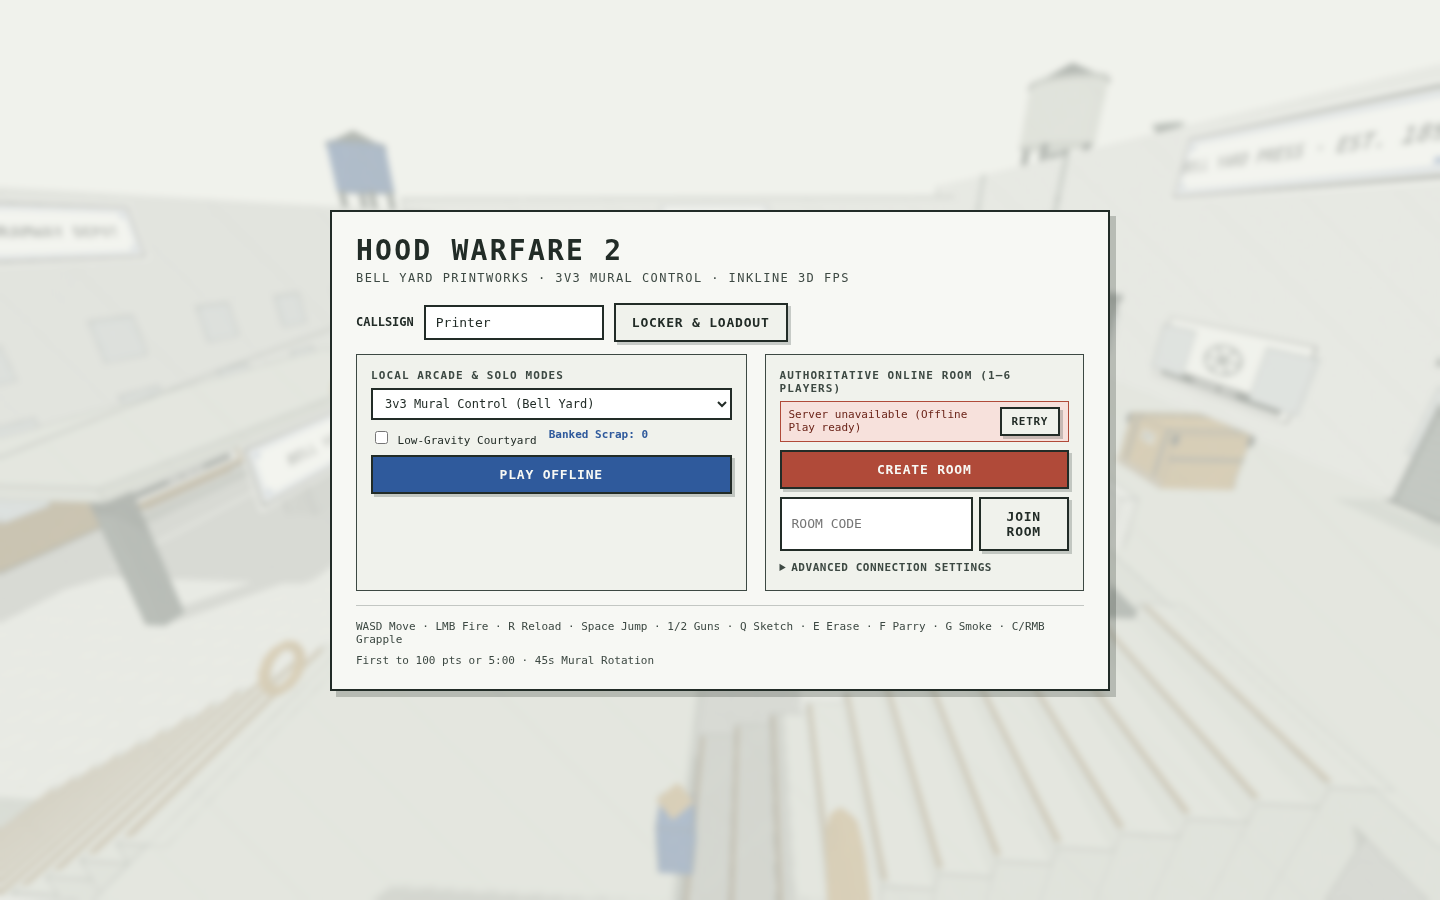 HOOD WARFARE 2
BELL YARD PRINTWORKS · 3V3 MURAL CONTROL · INKLINE 3D FPS
CALLSIGN
Printer
LOCKER & LOADOUT
LOCAL ARCADE & SOLO MODES
3v3 Mural Control (Bell Yard)
Low-Gravity Courtyard
Banked Scrap: 0
PLAY OFFLINE
AUTHORITATIVE ONLINE ROOM (1–6
PLAYERS)
Server unavailable (Offline
Play ready)
RETRY
CREATE ROOM
ROOM CODE
JOIN
ROOM
ADVANCED CONNECTION SETTINGS
WASD Move · LMB Fire · R Reload · Space Jump · 1/2 Guns · Q Sketch · E Erase · F Parry · G Smoke · C/RMB
Grapple
First to 100 pts or 5:00 · 45s Mural Rotation
YARD PRESS · EST.